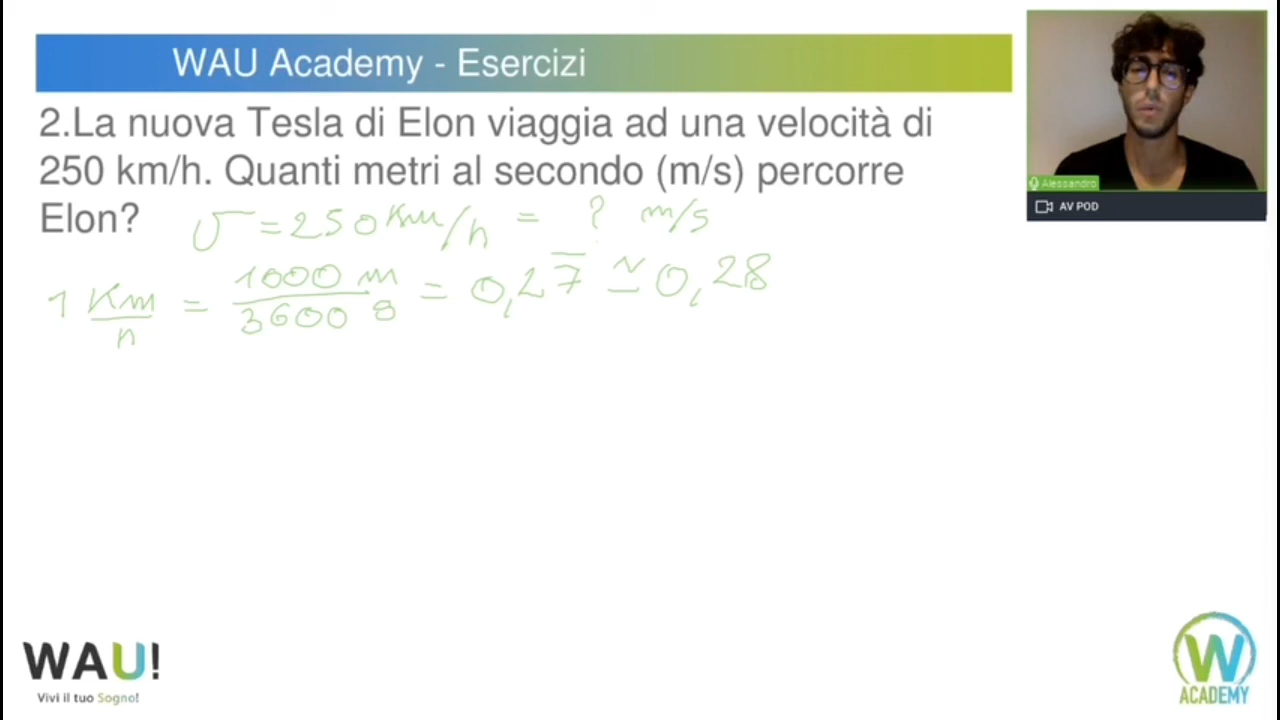 WAU Academy - Esercizi
2.La nuova Tesla di Elon viaggia ad una velocità di
250 km/h. Quanti metri al secondo (m/s) percorre
Elon?
v = 250 Km/h = ? m/s
1 Km/h = 1000 m / 3600 s = 0,27̅ ≃ 0,28
Alessandro
AV POD
WAU!
Vivi il tuo Sogno!
W
ACADEMY